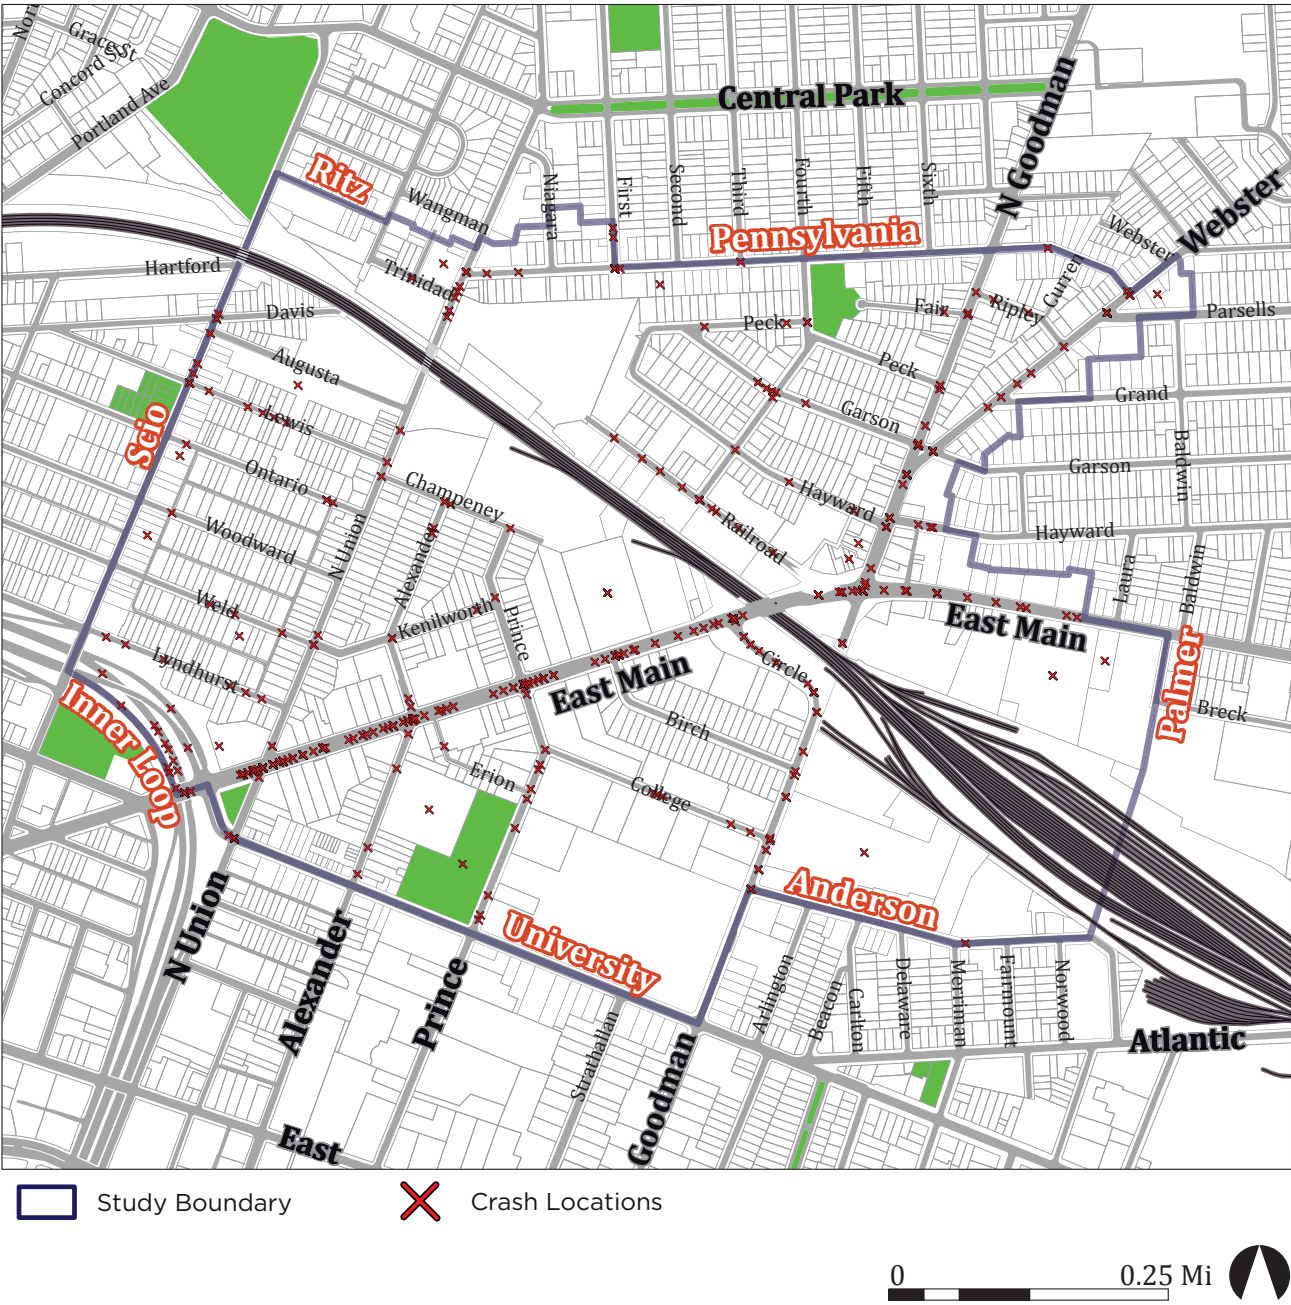 Nor
Grace St
Concord St
Portland Ave
Central Park
N Goodman
Ritz
Wangman
Niagara
First
Second
Third
Fourth
Fifth
Sixth
Webster
Webster
Pennsylvania
Hartford
Trinidad
Curren
Davis
Peck
Fair
Ripley
Parsells
Augusta
Peck
Grand
Scio
Lewis
Garson
Baldwin
Garson
Ontario
Champeney
Hayward
Woodward
N Union
Alexander
Railroad
Hayward
Laura
Baldwin
Weld
Kenilworth
Prince
East Main
Lyndhurst
East Main
Circle
Palmer
Inner Loop
Birch
Breck
Erion
College
Anderson
N Union
Alexander
Prince
University
Arlington
Beacon
Carlton
Delaware
Merriman
Fairmount
Norwood
Strathallan
Goodman
Atlantic
East
Study Boundary
Crash Locations
0 0.25 Mi